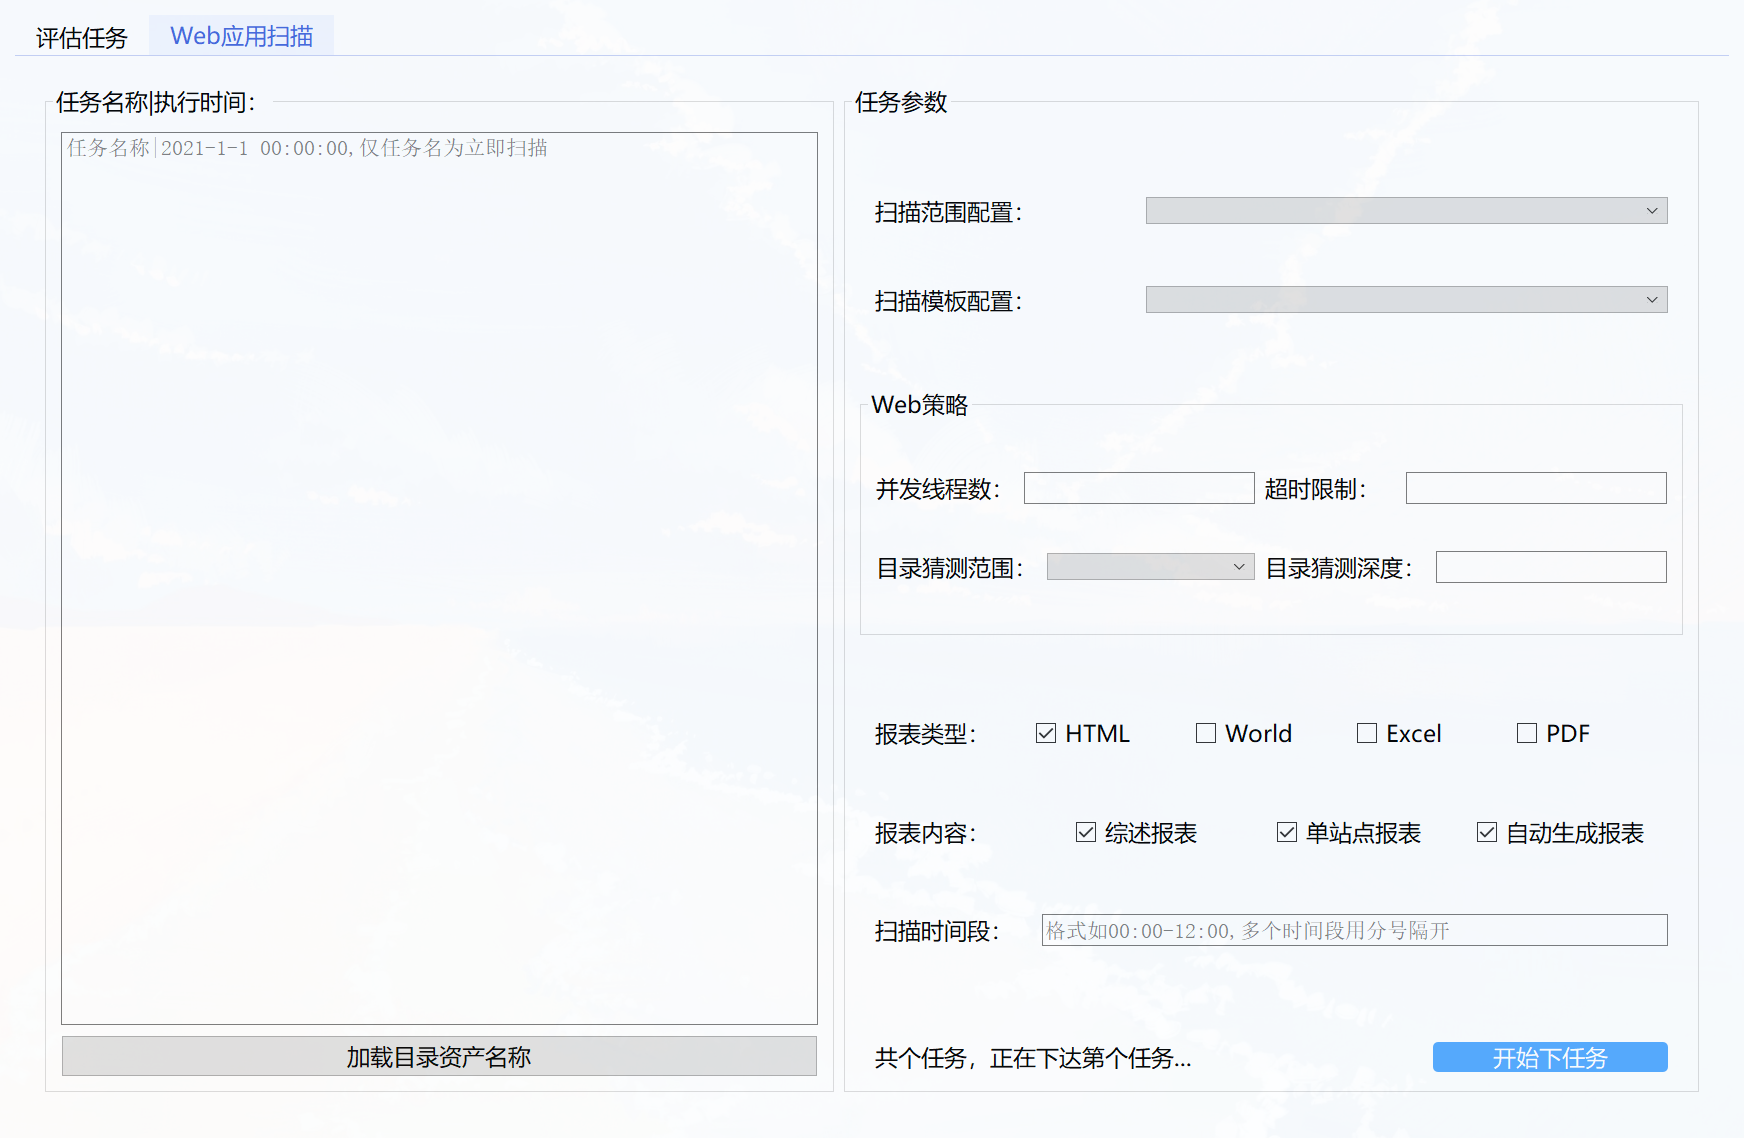 评估任务
Web应用扫描
任务名称|执行时间：
任务名称|2021-1-1 00:00:00,仅任务名为立即扫描
加载目录资产名称
任务参数
扫描范围配置：
扫描模板配置：
Web策略
并发线程数：
超时限制：
目录猜测范围：
目录猜测深度：
报表类型： HTML World Excel PDF
报表内容： 综述报表 单站点报表 自动生成报表
扫描时间段： 格式如00:00-12:00,多个时间段用分号隔开
共个任务，正在下达第个任务...
开始下任务